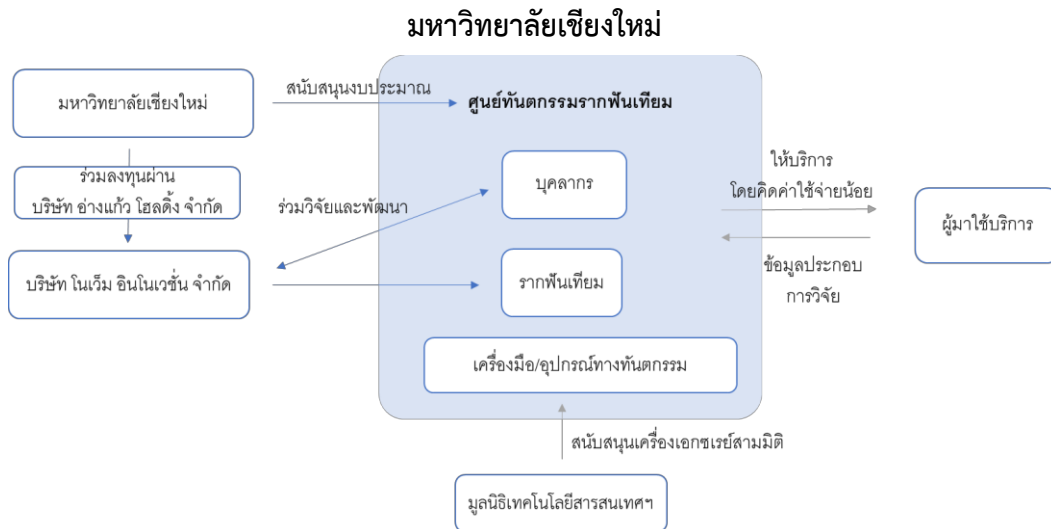 มหาวิทยาลัยเชียงใหม่
มหาวิทยาลัยเชียงใหม่
สนับสนุนงบประมาณ
ศูนย์ทันตกรรมรากฟันเทียม
ร่วมลงทุนผ่าน
บริษัท อ่างแก้ว โฮลดิ้ง จำกัด
บริษัท โนเว็ม อินโนเวชั่น จำกัด
ร่วมวิจัยและพัฒนา
บุคลากร
รากฟันเทียม
เครื่องมือ/อุปกรณ์ทางทันตกรรม
ให้บริการ
โดยคิดค่าใช้จ่ายน้อย
ผู้มาใช้บริการ
ข้อมูลประกอบ
การวิจัย
สนับสนุนเครื่องเอกซเรย์สามมิติ
มูลนิธิเทคโนโลยีสารสนเทศฯ